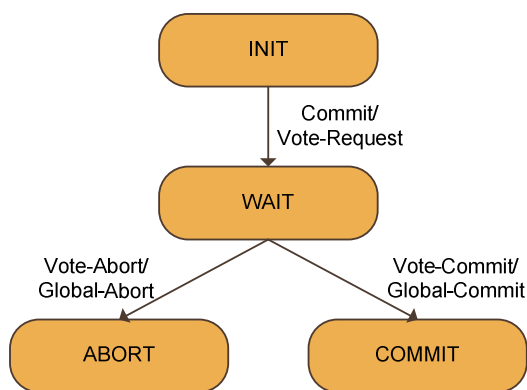 INIT
Commit/
Vote-Request
WAIT
Vote-Abort/
Global-Abort
Vote-Commit/
Global-Commit
ABORT
COMMIT